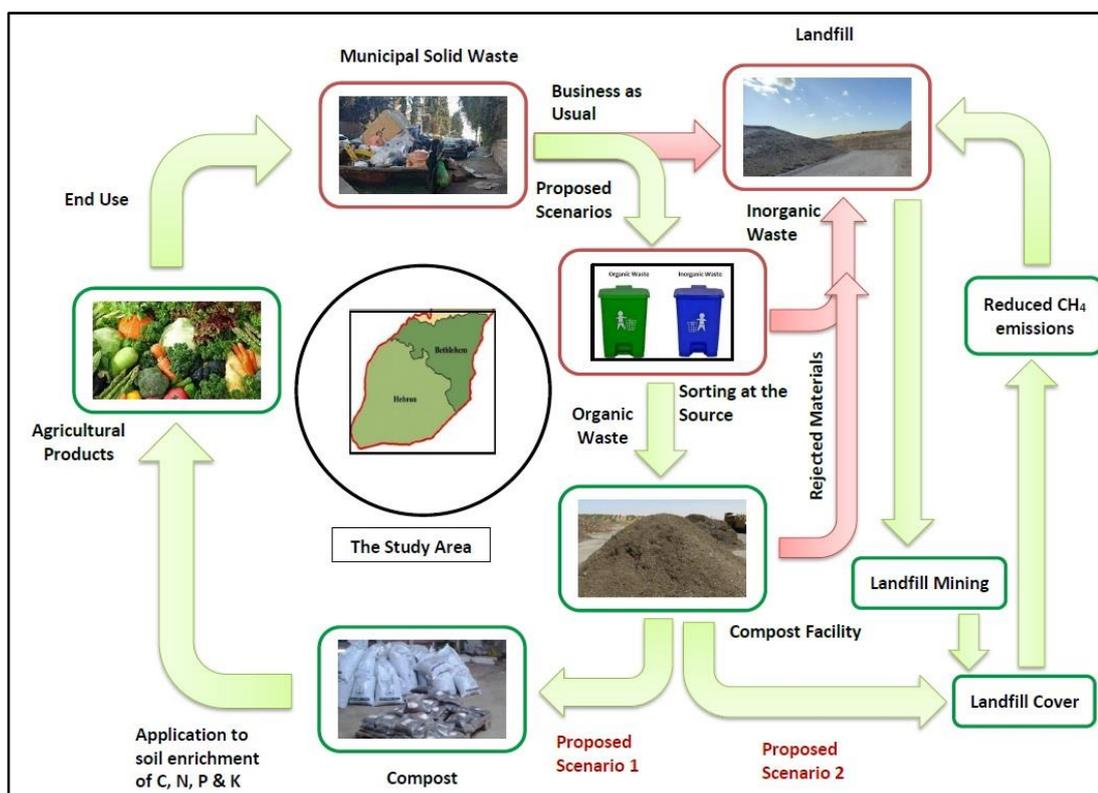 Municipal Solid Waste
Landfill
Business as
Usual
End Use
Proposed
Scenarios
Inorganic
Waste
Organic Waste
Inorganic Waste
Reduced CH₄
emissions
Bethlehem
Hebron
Agricultural
Products
Organic
Waste
Sorting at the
Source
Rejected Materials
The Study Area
Landfill Mining
Compost Facility
Landfill Cover
Application to
soil enrichment
of C, N, P & K
Compost
Proposed
Scenario 1
Proposed
Scenario 2